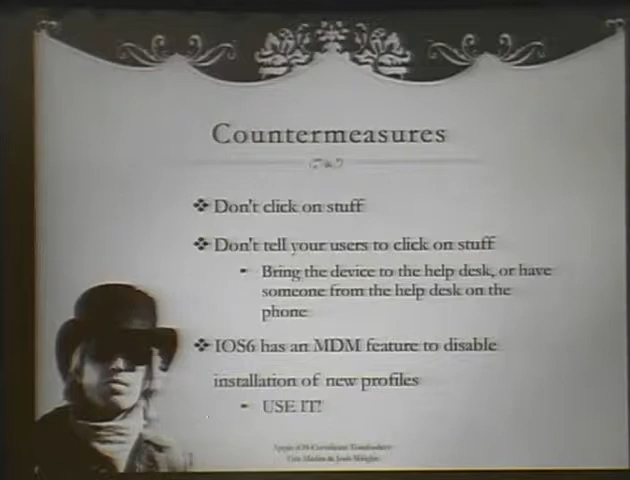 Countermeasures
Don't click on stuff
Don't tell your users to click on stuff
Bring the device to the help desk, or have
someone from the help desk on the
phone
IOS6 has an MDM feature to disable
installation of new profiles
USE IT!